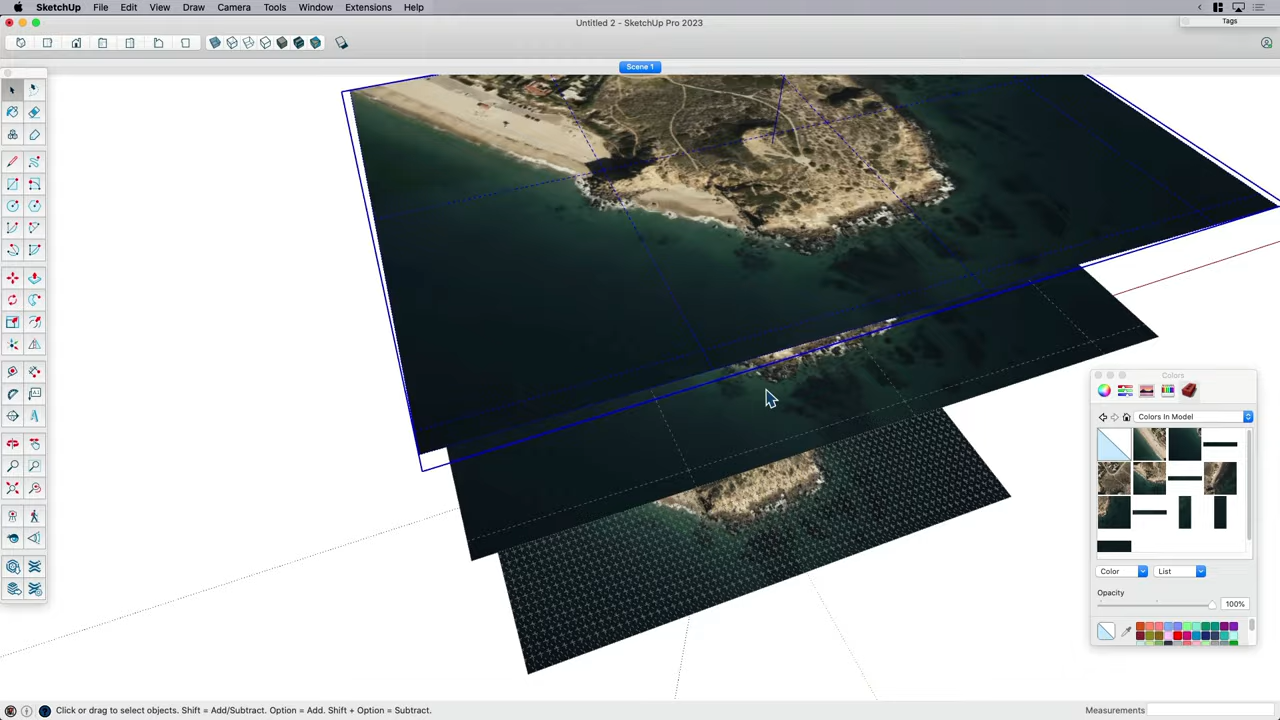 SketchUp File Edit View Draw Camera Tools Window Extensions Help
Untitled 2 - SketchUp Pro 2023
Tags
Scene 1
Colors
Colors In Model
Color List
Opacity
100%
Click or drag to select objects. Shift = Add/Subtract. Option = Add. Shift + Option = Subtract.
Measurements